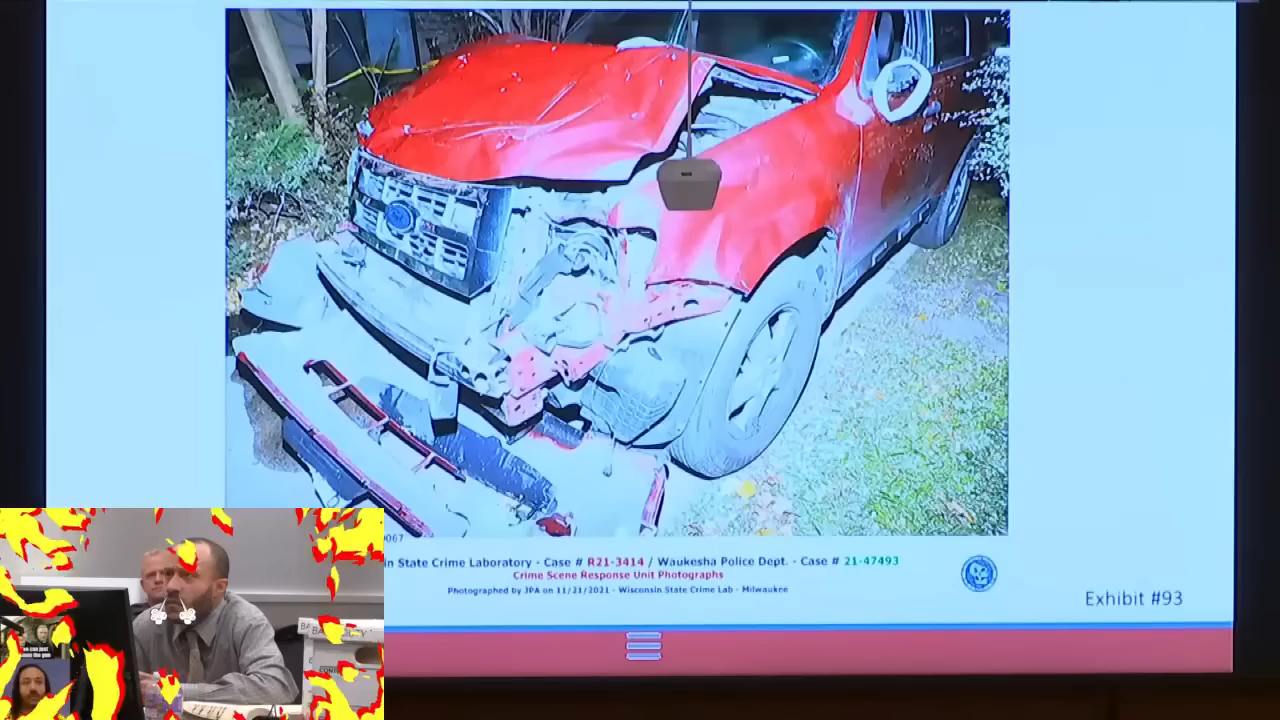 0067
in State Crime Laboratory - Case # R21-3414 / Waukesha Police Dept. - Case # 21-47493
Crime Scene Response Unit Photographs
Photographed by JPA on 11/21/2021 - Wisconsin State Crime Lab - Milwaukee
Exhibit #93